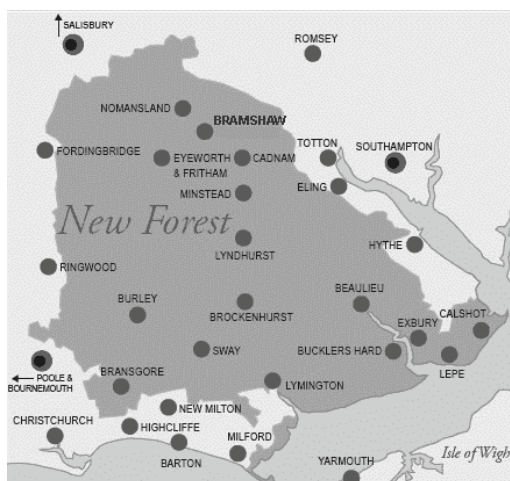 SALISBURY
ROMSEY
NOMANSLAND
BRAMSHAW
FORDINGBRIDGE
EYEWORTH
& FRITHAM
CADNAM
TOTTON
SOUTHAMPTON
MINSTEAD
ELING
New Forest
LYNDHURST
HYTHE
RINGWOOD
BEAULIEU
BURLEY
BROCKENHURST
CALSHOT
EXBURY
SWAY
BUCKLERS HARD
LEPE
POOLE &
BOURNEMOUTH
BRANSGORE
LYMINGTON
NEW MILTON
CHRISTCHURCH
HIGHCLIFFE
MILFORD
BARTON
Isle of Wigh
YARMOUTH